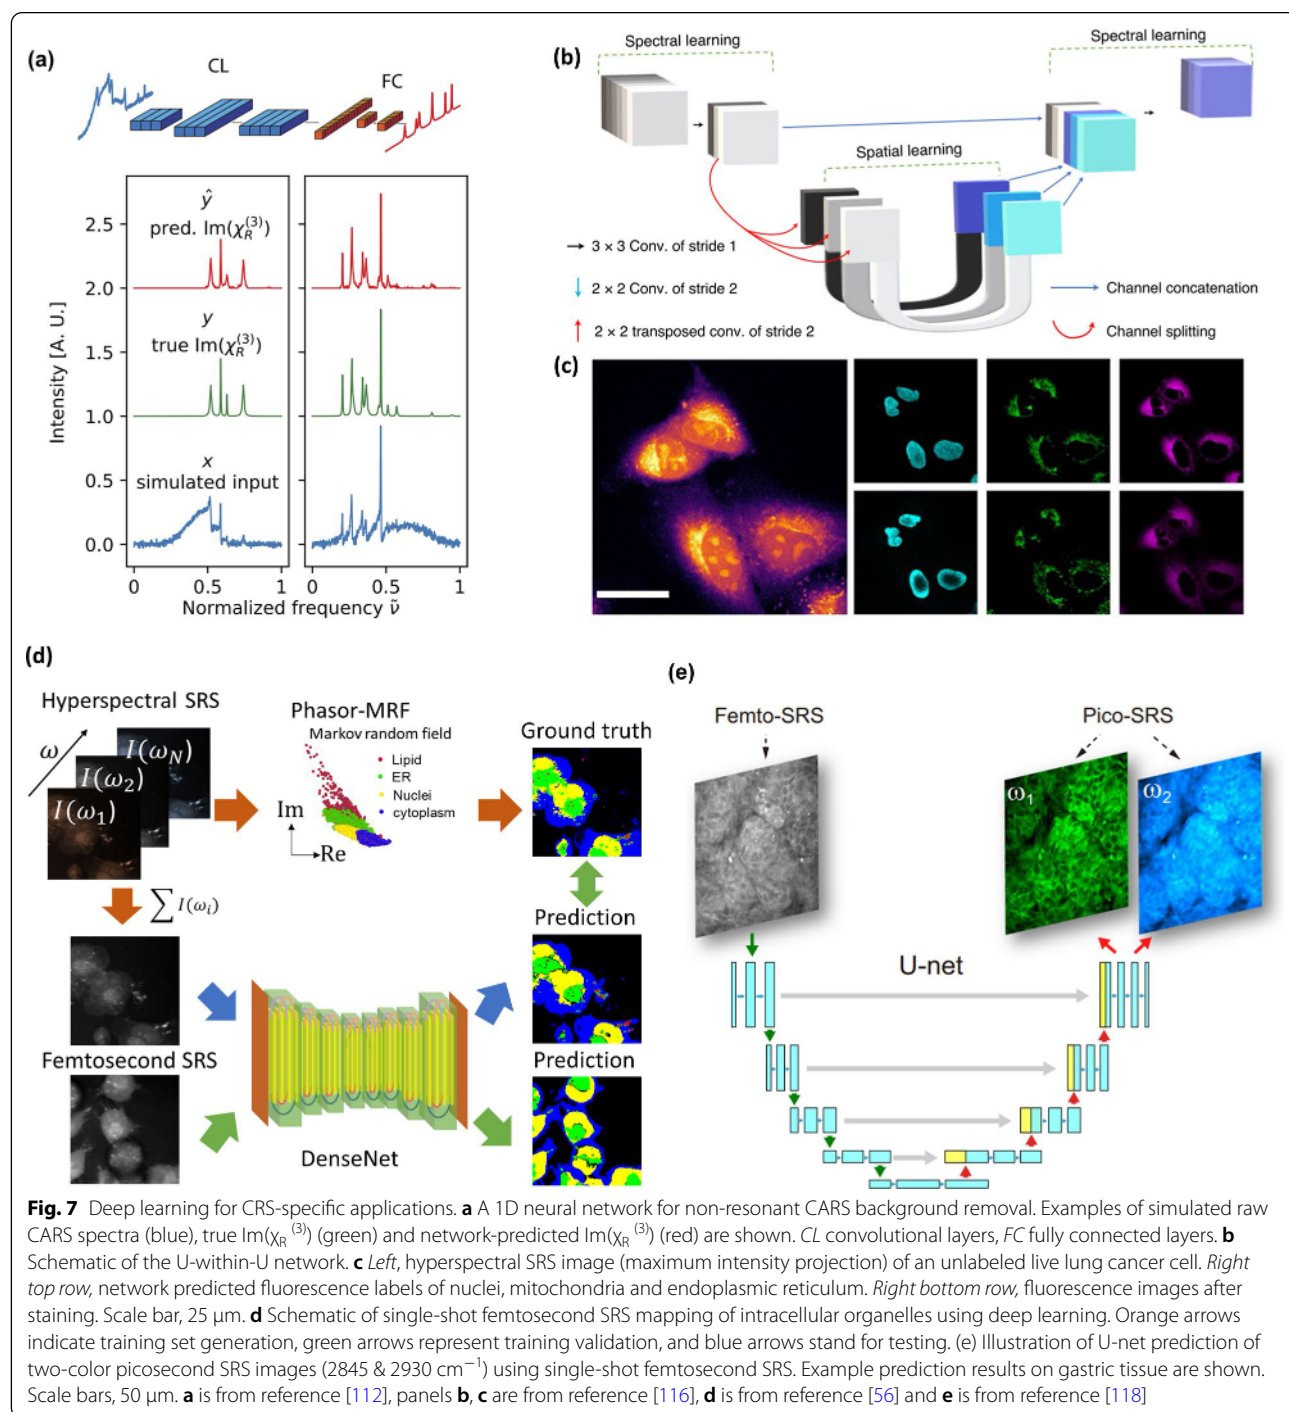 (a)
CL
FC
ŷ
pred. Im(χ_R^(3))
y
true Im(χ_R^(3))
x
simulated input
2.5
2.0
1.5
1.0
0.5
0.0
Intensity [A. U.]
0 0.5 1 0 0.5 1
Normalized frequency ṽ
(b)
Spectral learning
Spectral learning
Spatial learning
3 × 3 Conv. of stride 1
2 × 2 Conv. of stride 2
2 × 2 transposed conv. of stride 2
Channel concatenation
Channel splitting
(c)
(d)
Hyperspectral SRS
ω
I(ω_N)
I(ω_2)
I(ω_1)
∑ I(ω_i)
Phasor-MRF
Markov random field
Lipid
ER
Nuclei
cytoplasm
Im
Re
Ground truth
Prediction
Femtosecond SRS
Prediction
DenseNet
(e)
Femto-SRS
Pico-SRS
ω_1
ω_2
U-net
Fig. 7 Deep learning for CRS-specific applications. a A 1D neural network for non-resonant CARS background removal. Examples of simulated raw
CARS spectra (blue), true Im(χ_R ^(3)) (green) and network-predicted Im(χ_R ^(3)) (red) are shown. CL convolutional layers, FC fully connected layers. b
Schematic of the U-within-U network. c Left, hyperspectral SRS image (maximum intensity projection) of an unlabeled live lung cancer cell. Right
top row, network predicted fluorescence labels of nuclei, mitochondria and endoplasmic reticulum. Right bottom row, fluorescence images after
staining. Scale bar, 25 μm. d Schematic of single-shot femtosecond SRS mapping of intracellular organelles using deep learning. Orange arrows
indicate training set generation, green arrows represent training validation, and blue arrows stand for testing. (e) Illustration of U-net prediction of
two-color picosecond SRS images (2845 & 2930 cm⁻¹) using single-shot femtosecond SRS. Example prediction results on gastric tissue are shown.
Scale bars, 50 μm. a is from reference [112], panels b, c are from reference [116], d is from reference [56] and e is from reference [118]